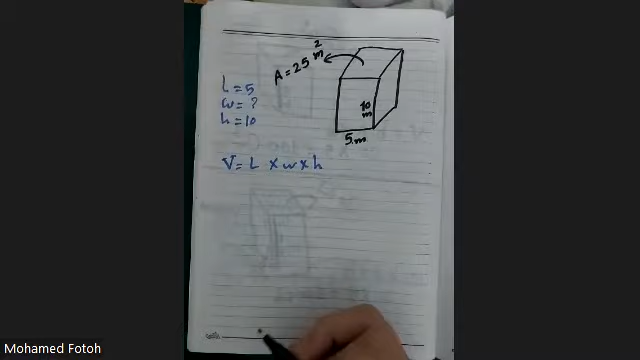 A = 25 m²
L = 5
w = ?
h = 10
10 m
5 m
V = L × w × h
Mohamed Fotoh